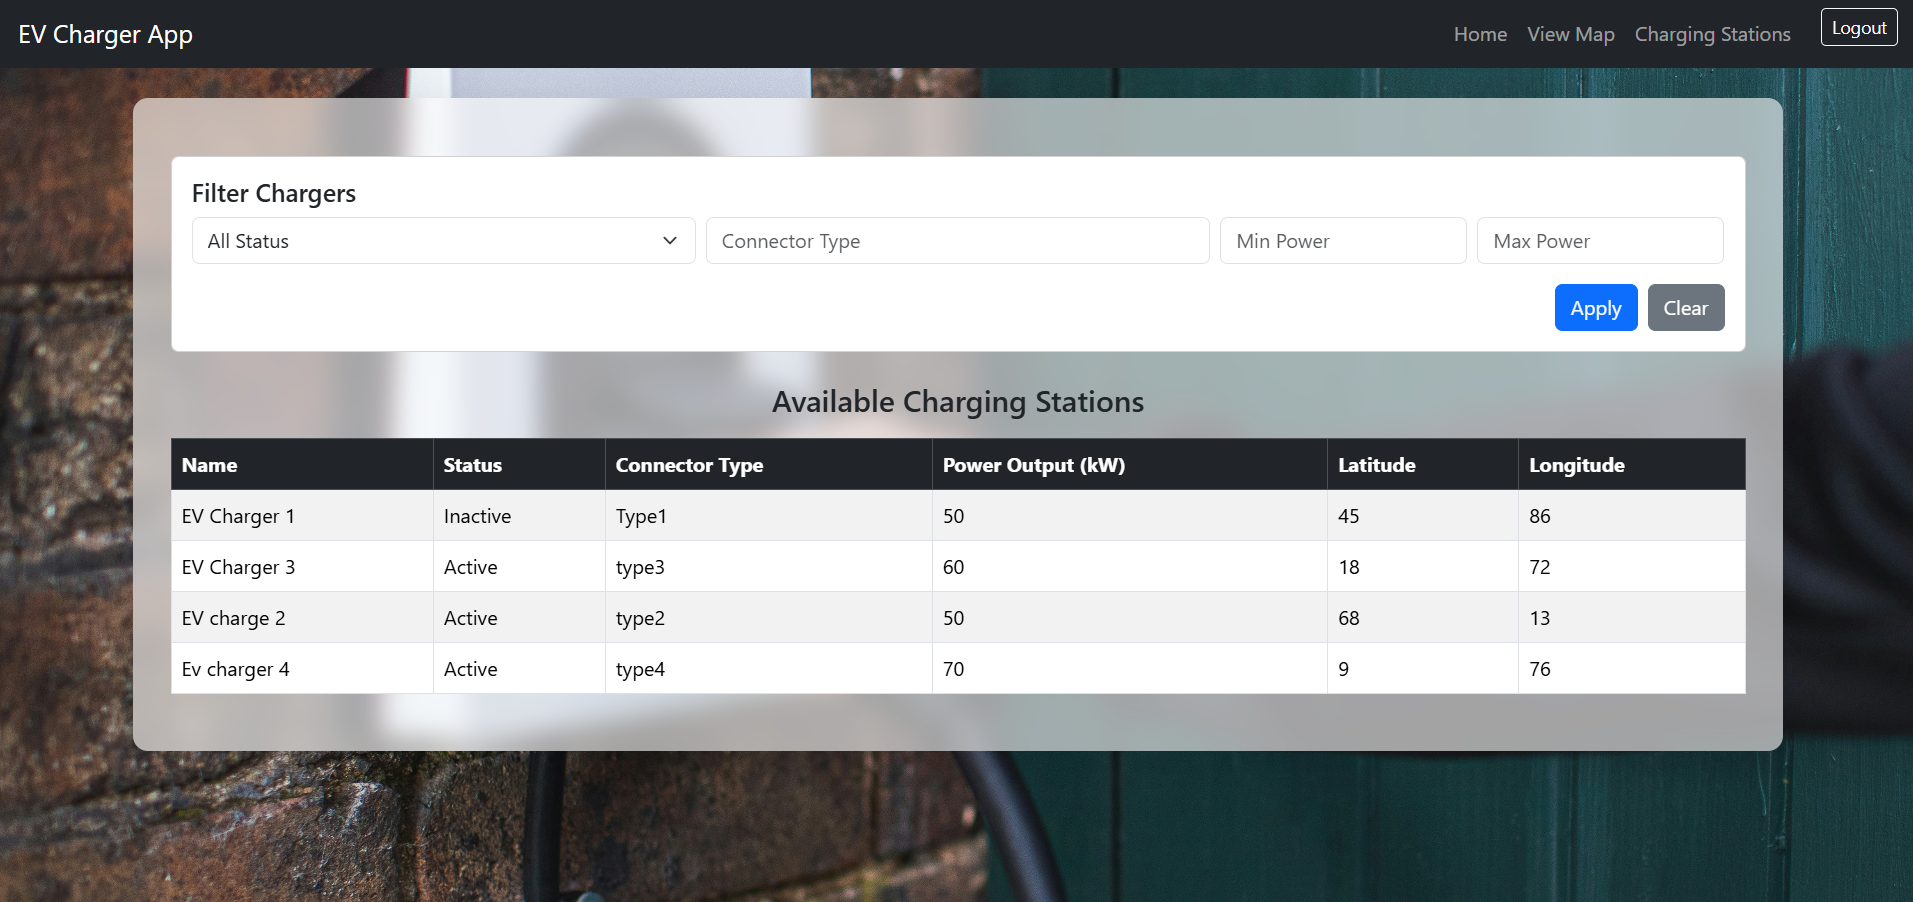 EV Charger App Home View Map Charging Stations Logout
Filter Chargers
All Status Connector Type Min Power Max Power
Apply Clear
Available Charging Stations
Name Status Connector Type Power Output (kW) Latitude Longitude
EV Charger 1 Inactive Type1 50 45 86
EV Charger 3 Active type3 60 18 72
EV charge 2 Active type2 50 68 13
Ev charger 4 Active type4 70 9 76